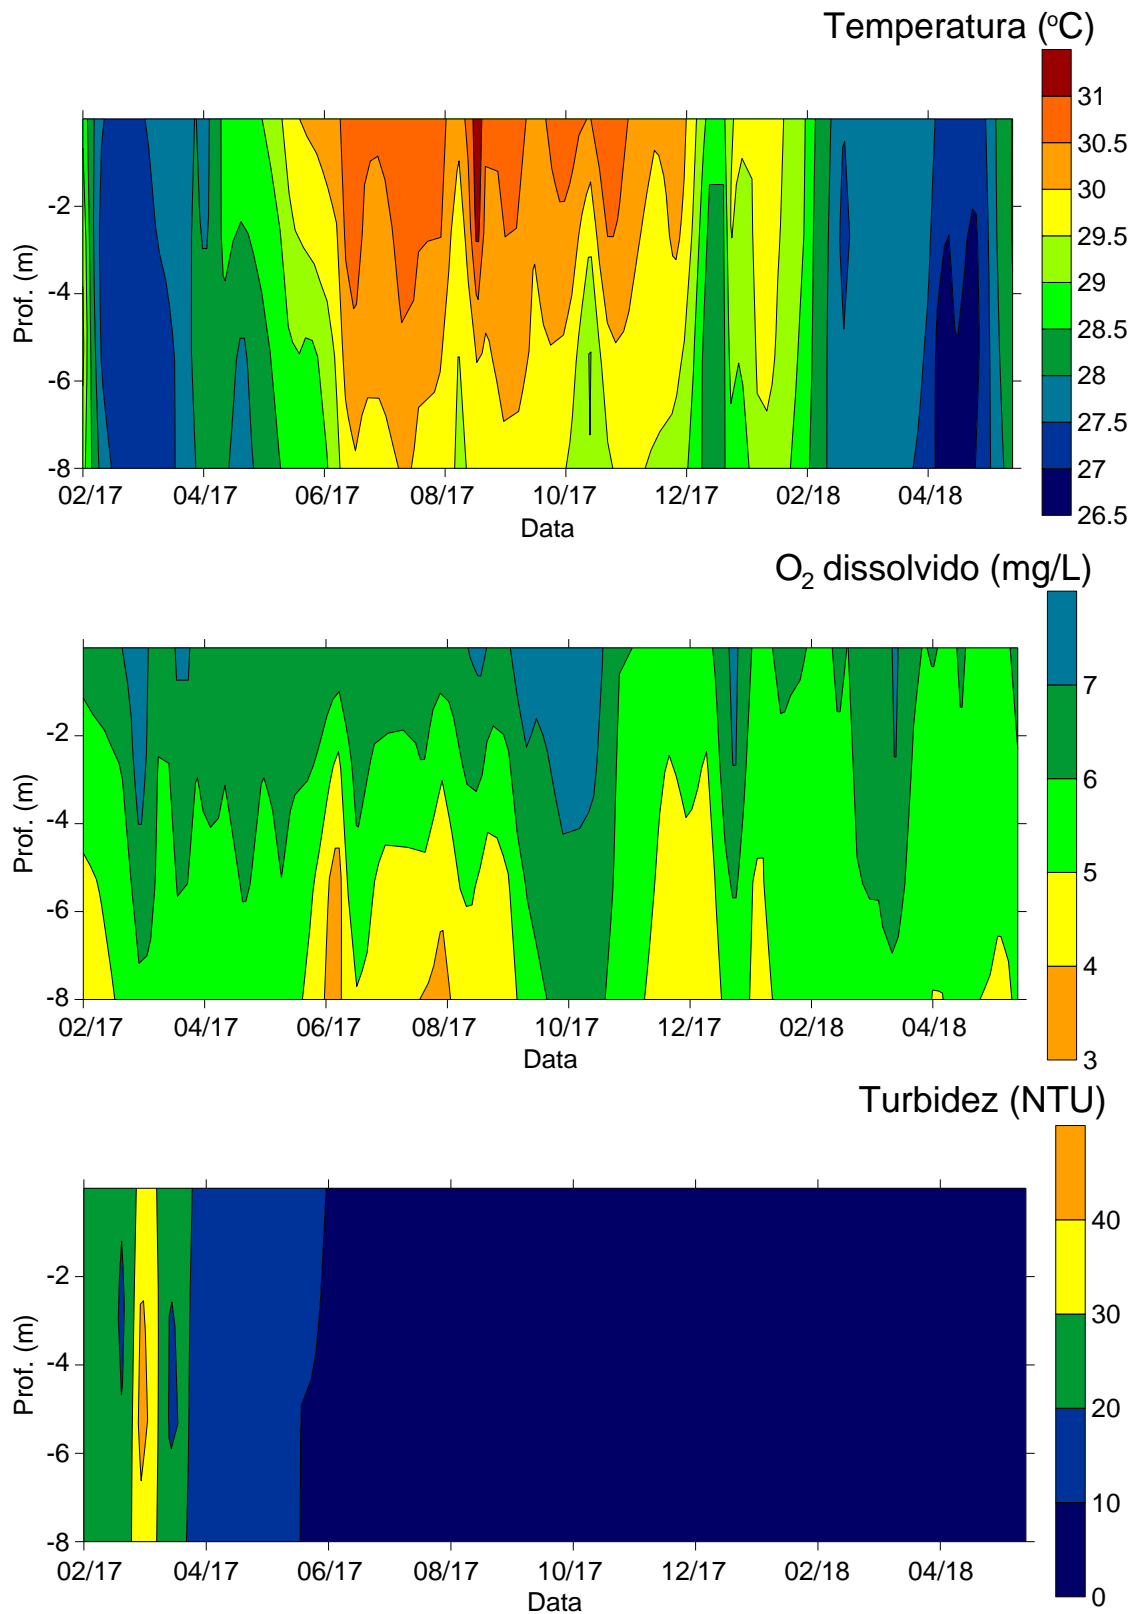 Temperatura (ºC)
31
30.5
30
29.5
29
28.5
28
27.5
27
26.5
Prof. (m)
-2
-4
-6
-8
02/17 04/17 06/17 08/17 10/17 12/17 02/18 04/18
Data
O2 dissolvido (mg/L)
7
6
5
4
3
Prof. (m)
-2
-4
-6
-8
02/17 04/17 06/17 08/17 10/17 12/17 02/18 04/18
Data
Turbidez (NTU)
40
30
20
10
0
Prof. (m)
-2
-4
-6
-8
02/17 04/17 06/17 08/17 10/17 12/17 02/18 04/18
Data